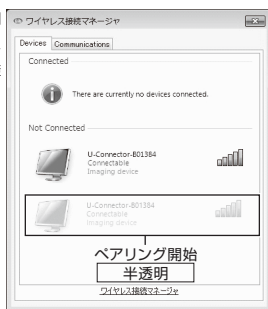 ワイヤレス接続マネージャ
Devices Communications
Connected
There are currently no devices connected.
Not Connected
U-Connector-B01384
Connectable
Imaging device
U-Connector-B01384
Connectable
Imaging device
ペアリング開始
半透明
ワイヤレス接続マネージャ